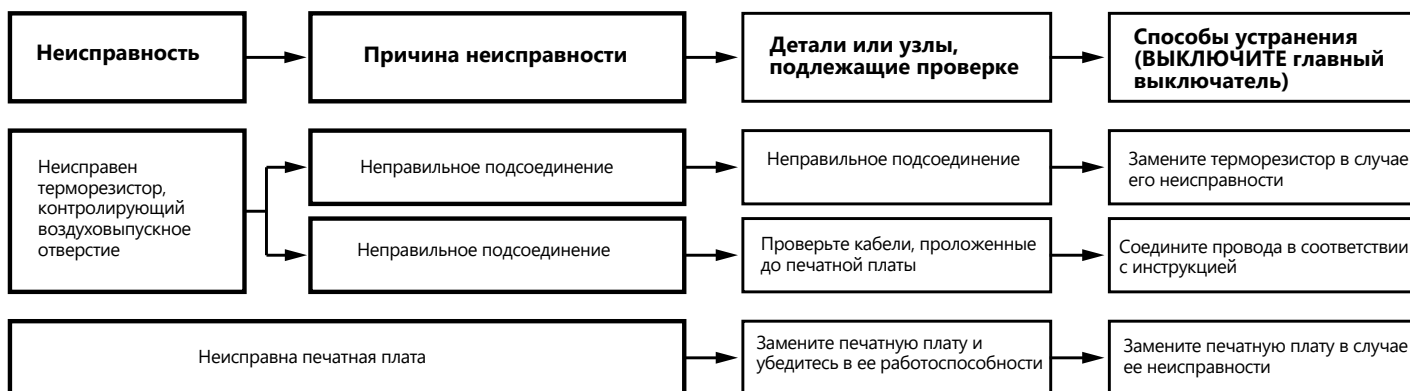 Неисправность
Причина неисправности
Детали или узлы,
подлежащие проверке
Способы устранения
(ВЫКЛЮЧИТЕ главный
выключатель)
Неисправен
терморезистор,
контролирующий
воздуховыпускное
отверстие
Неправильное подсоединение
Неправильное подсоединение
Замените терморезистор в случае
его неисправности
Неправильное подсоединение
Проверьте кабели, проложенные
до печатной платы
Соедините провода в соответствии
с инструкцией
Неисправна печатная плата
Замените печатную плату и
убедитесь в ее работоспособности
Замените печатную плату в случае
ее неисправности